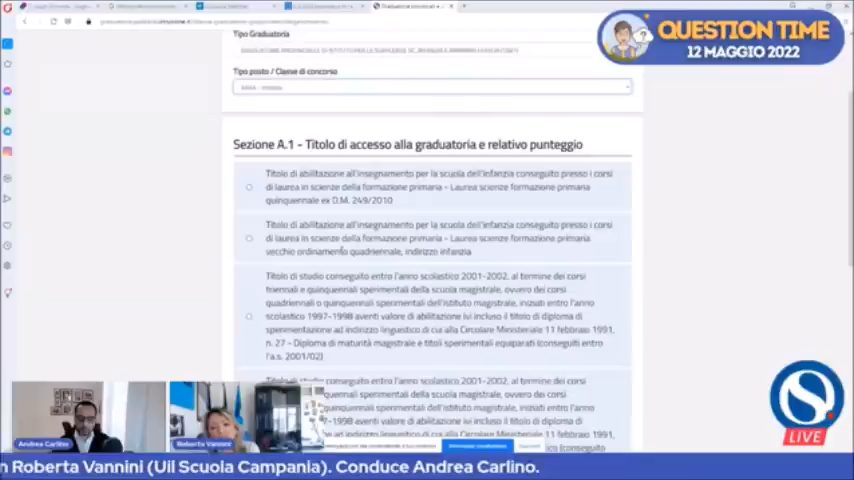 QUESTION TIME
12 MAGGIO 2022
Tipo Graduatoria
Tipo posto / Classe di concorso
Sezione A.1 - Titolo di accesso alla graduatoria e relativo punteggio
Titolo di abilitazione all'insegnamento per la scuola dell'infanzia conseguito presso i corsi
di laurea in scienze della formazione primaria - Laurea scienze formazione primaria
quinquennale ex D.M. 249/2010
Titolo di abilitazione all'insegnamento per la scuola dell'infanzia conseguito presso i corsi
di laurea in scienze della formazione primaria - Laurea scienze formazione primaria
vecchio ordinamento quadriennale, indirizzo infanzia
Titolo di studio conseguito entro l'anno scolastico 2001-2002, al termine dei corsi
triennali e quinquennali sperimentali della scuola magistrale, ovvero dei corsi
quadriennali o quinquennali sperimentali dell'istituto magistrale, iniziati entro l'anno
scolastico 1997-1998 aventi valore di abilitazione ivi incluso il titolo di diploma di
sperimentazione ad indirizzo linguistico di cui alla Circolare Ministeriale 11 febbraio 1991,
n. 27 - Diploma di maturità magistrale e titoli sperimentali equiparati (conseguiti entro
l'a.s. 2001/02)
Titolo di studio conseguito entro l'anno scolastico 2001-2002, al termine dei corsi
quennali sperimentali della scuola magistrale, ovvero dei corsi
quinquennali sperimentali dell'istituto magistrale, iniziati entro l'anno
7-1998 aventi valore di abilitazione ivi incluso il titolo di diploma di
ne ad indirizzo linguistico di cui alla Circolare Ministeriale 11 febbraio 1991,
(conseguito
Andrea Carlino
Roberta Vannini
S
LIVE
n Roberta Vannini (Uil Scuola Campania). Conduce Andrea Carlino.